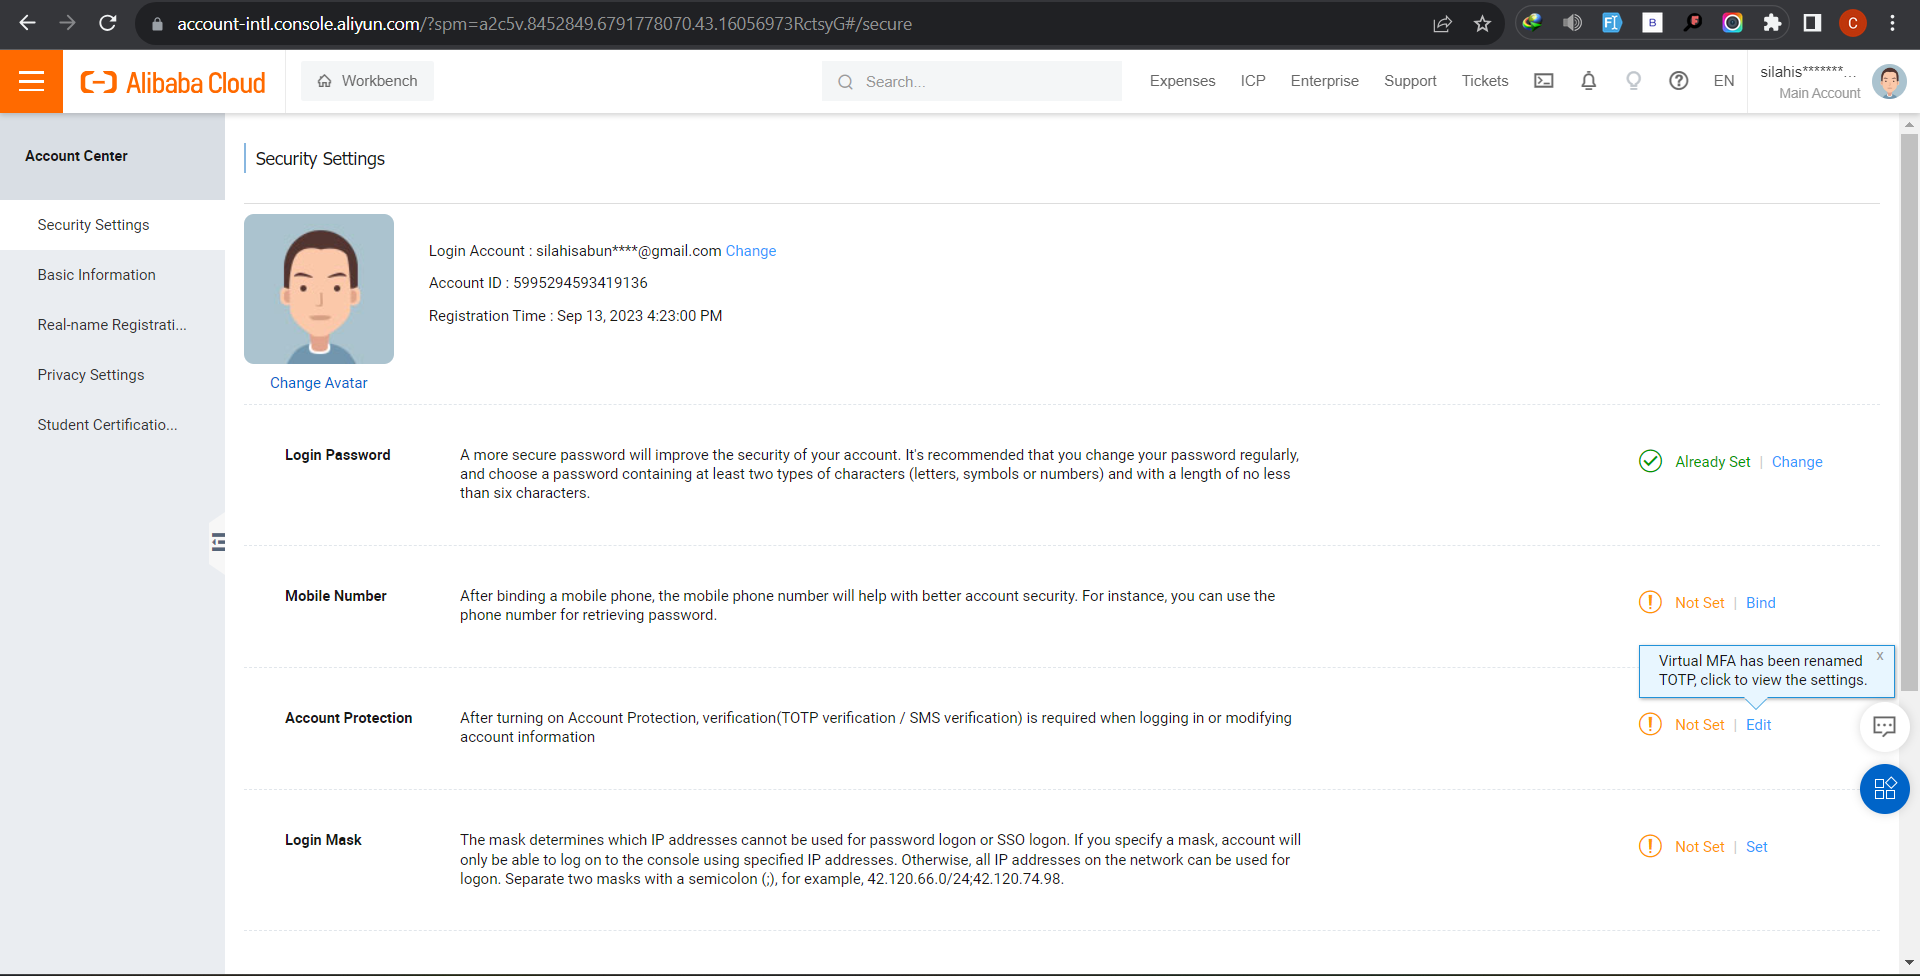 account-intl.console.aliyun.com/?spm=a2c5v.8452849.6791778070.43.16056973RctsyG#/secure
FI
B
F
C
Alibaba Cloud
Workbench
Search...
Expenses
ICP
Enterprise
Support
Tickets
EN
silahis*******...
Main Account
Account Center
Security Settings
Basic Information
Real-name Registrati...
Privacy Settings
Student Certificatio...
Security Settings
Login Account : silahisabun****@gmail.com Change
Account ID : 5995294593419136
Registration Time : Sep 13, 2023 4:23:00 PM
Change Avatar
Login Password
A more secure password will improve the security of your account. It's recommended that you change your password regularly,
and choose a password containing at least two types of characters (letters, symbols or numbers) and with a length of no less
than six characters.
Already Set | Change
Mobile Number
After binding a mobile phone, the mobile phone number will help with better account security. For instance, you can use the
phone number for retrieving password.
Not Set | Bind
Virtual MFA has been renamed x
TOTP, click to view the settings.
Account Protection
After turning on Account Protection, verification(TOTP verification / SMS verification) is required when logging in or modifying
account information
Not Set | Edit
Login Mask
The mask determines which IP addresses cannot be used for password logon or SSO logon. If you specify a mask, account will
only be able to log on to the console using specified IP addresses. Otherwise, all IP addresses on the network can be used for
logon. Separate two masks with a semicolon (;), for example, 42.120.66.0/24;42.120.74.98.
Not Set | Set